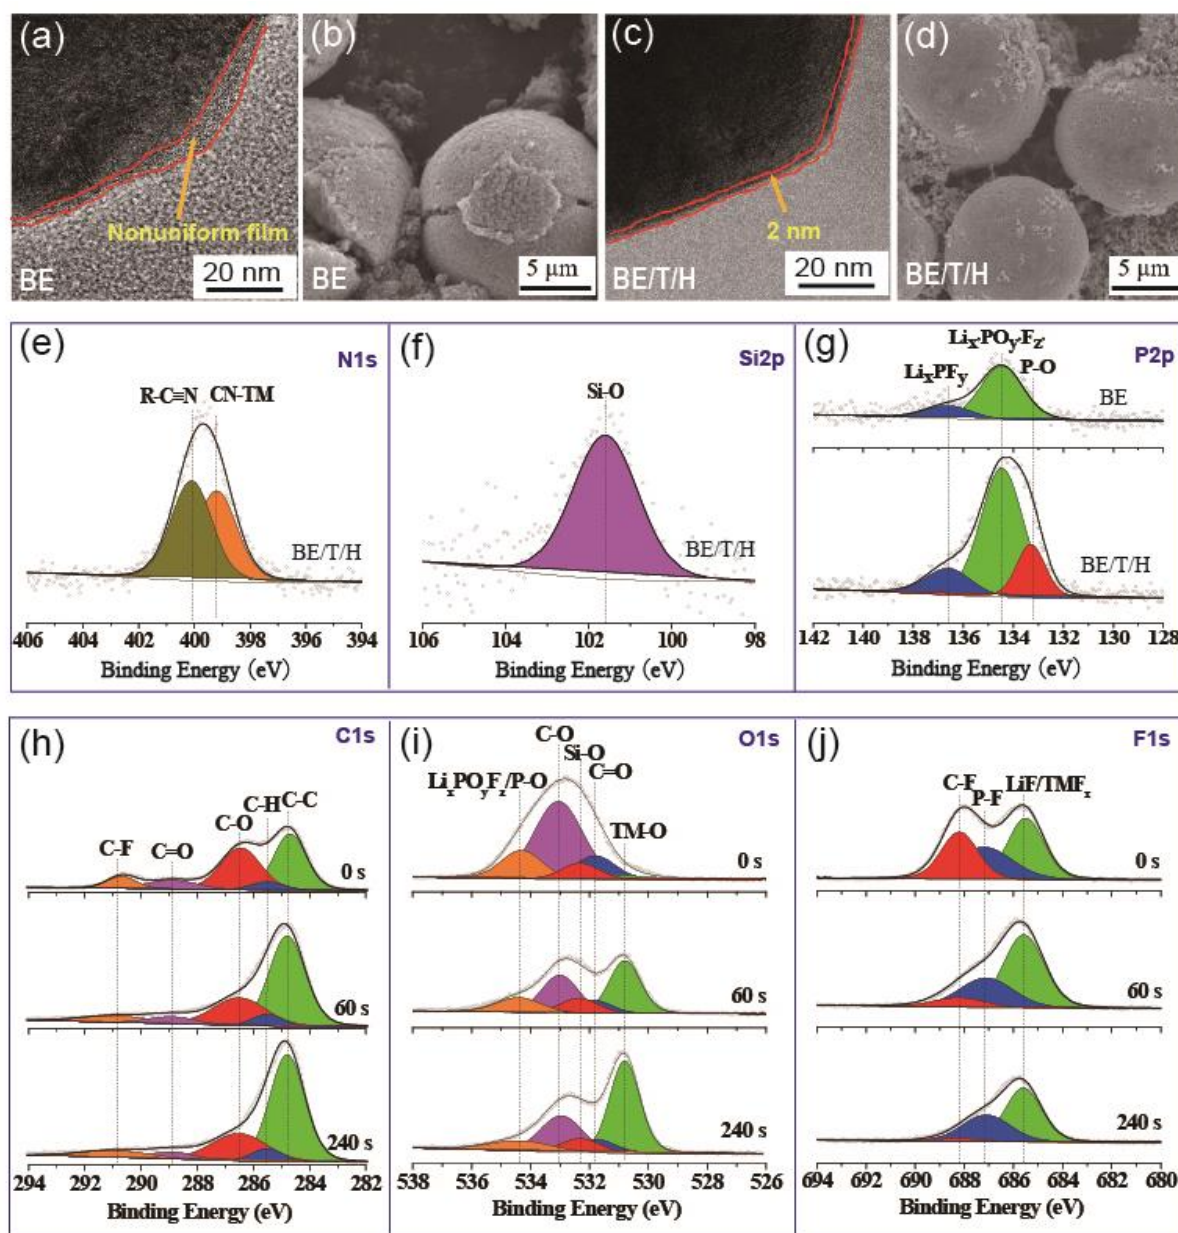 (a)
Nonuniform film
BE
20 nm
(b)
BE
5 μm
(c)
2 nm
BE/T/H
20 nm
(d)
BE/T/H
5 μm
(e)
N1s
R-C≡N CN-TM
BE/T/H
406 404 402 400 398 396 394
Binding Energy (eV)
(f)
Si2p
Si-O
BE/T/H
106 104 102 100 98
Binding Energy (eV)
(g)
P2p
LixPOyFz
LixPFy P-O
BE
BE/T/H
142 140 138 136 134 132 130 128
Binding Energy (eV)
(h)
C1s
C-F C=O C-O C-H C-C
0 s
60 s
240 s
294 292 290 288 286 284 282
Binding Energy (eV)
(i)
O1s
C-O
Si-O
LixPOyFz/P-O C=O
TM-O
0 s
60 s
240 s
538 536 534 532 530 528 526
Binding Energy (eV)
(j)
F1s
C-F
P-F LiF/TMFx
0 s
60 s
240 s
694 692 690 688 686 684 682 680
Binding Energy (eV)